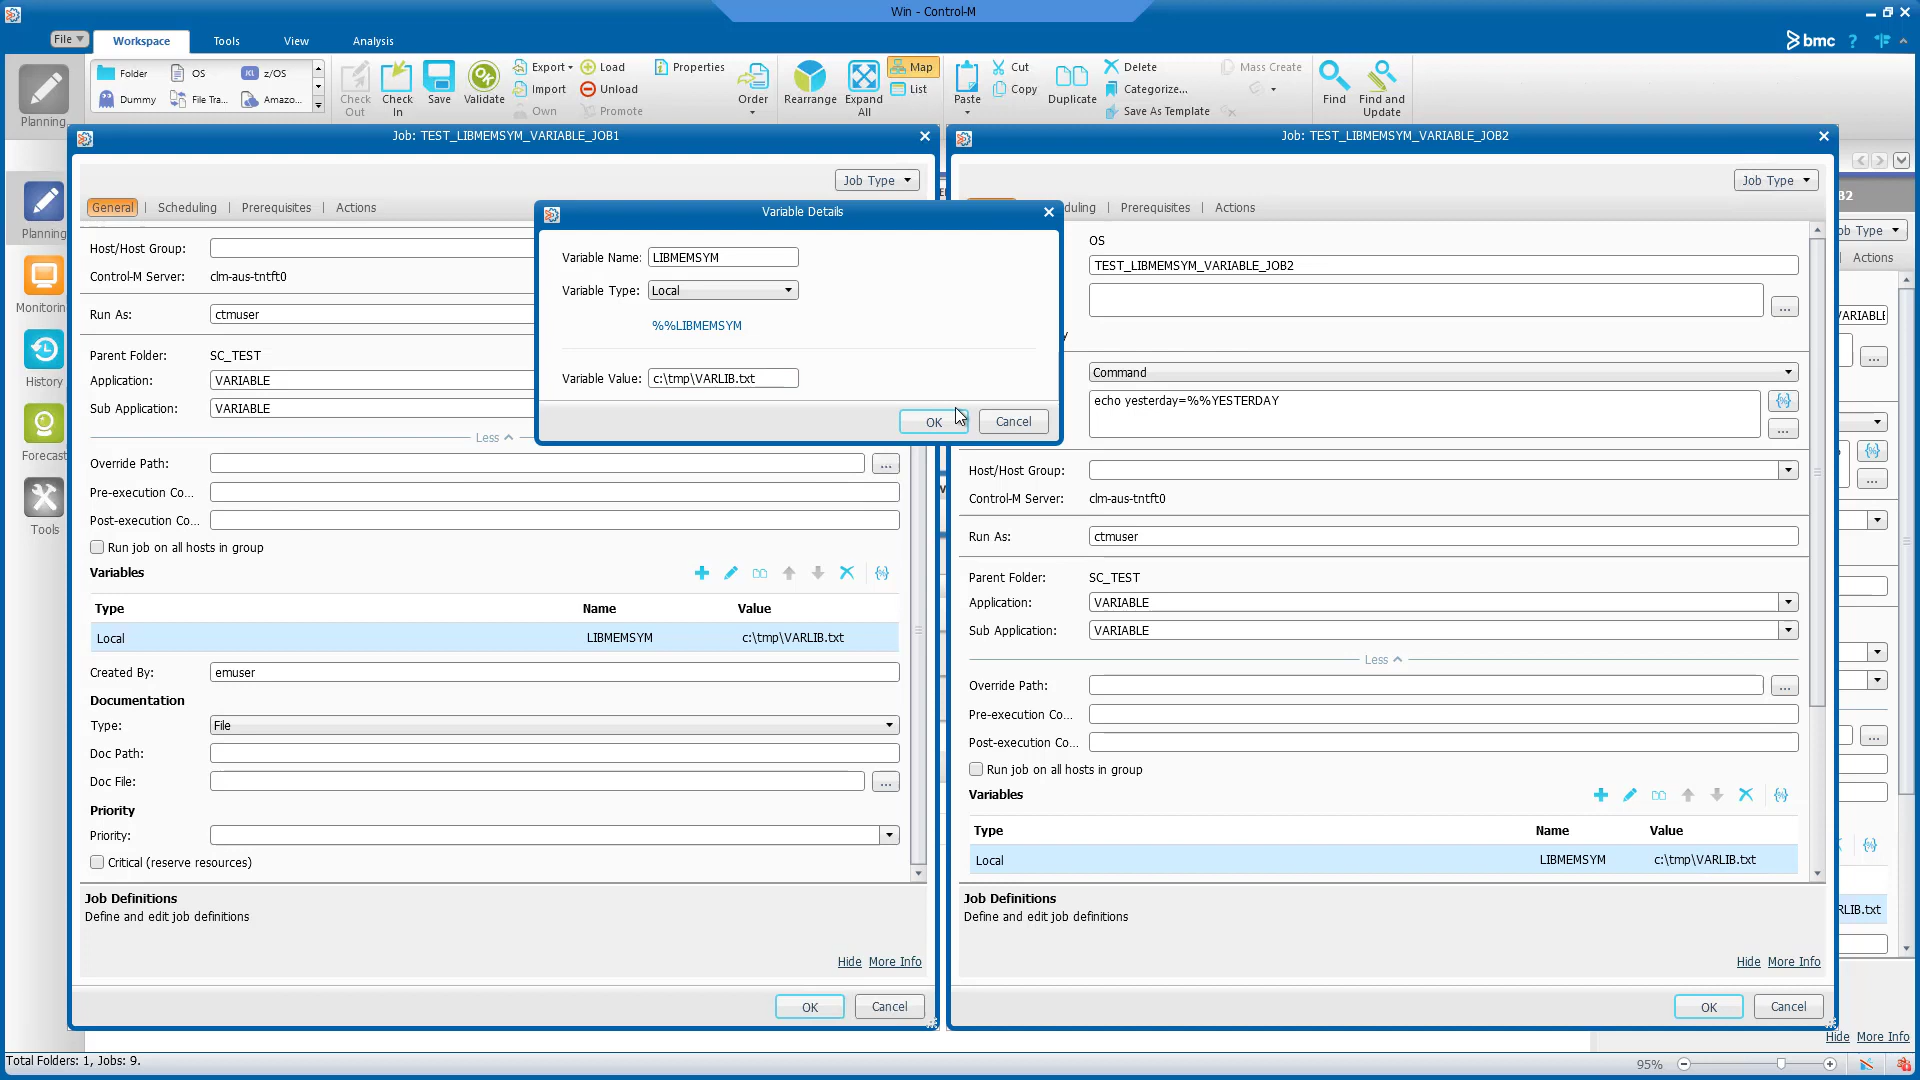 Win - Control-M
File
Workspace
Tools
View
Analysis
bmc
?
Planning
Folder
OS
z/OS
Dummy
File Tra...
Amazo...
Check Out
Check In
Save
Validate
Export
Import
Own
Load
Unload
Promote
Properties
Order
Rearrange
Expand All
Map
List
Paste
Cut
Copy
Duplicate
Delete
Categorize...
Save As Template
Mass Create
Find
Find and Update
Planning
Monitorin
History
Forecast
Tools
Job: TEST_LIBMEMSYM_VARIABLE_JOB1
Job Type
General
Scheduling
Prerequisites
Actions
Host/Host Group:
Control-M Server: clm-aus-tntft0
Run As: ctmuser
Parent Folder: SC_TEST
Application: VARIABLE
Sub Application: VARIABLE
Less
Override Path:
...
Pre-execution Co...
Post-execution Co...
Run job on all hosts in group
Variables
Type Name Value
Local LIBMEMSYM c:\tmp\VARLIB.txt
Created By: emuser
Documentation
Type: File
Doc Path:
Doc File:
...
Priority
Priority:
Critical (reserve resources)
Job Definitions
Define and edit job definitions
Hide More Info
OK Cancel
Variable Details
Variable Name: LIBMEMSYM
Variable Type: Local
%%LIBMEMSYM
Variable Value: c:\tmp\VARLIB.txt
OK Cancel
Job: TEST_LIBMEMSYM_VARIABLE_JOB2
Job Type
duling
Prerequisites
Actions
OS
TEST_LIBMEMSYM_VARIABLE_JOB2
...
Command
echo yesterday=%%YESTERDAY
...
Host/Host Group:
Control-M Server: clm-aus-tntft0
Run As: ctmuser
Parent Folder: SC_TEST
Application: VARIABLE
Sub Application: VARIABLE
Less
Override Path:
...
Pre-execution Co...
Post-execution Co...
Run job on all hosts in group
Variables
Type Name Value
Local LIBMEMSYM c:\tmp\VARLIB.txt
Job Definitions
Define and edit job definitions
Hide More Info
OK Cancel
B2
ob Type
Actions
ARIABLE
...
...
...
RLIB.txt
Hide More Info
Total Folders: 1, Jobs: 9.
95%